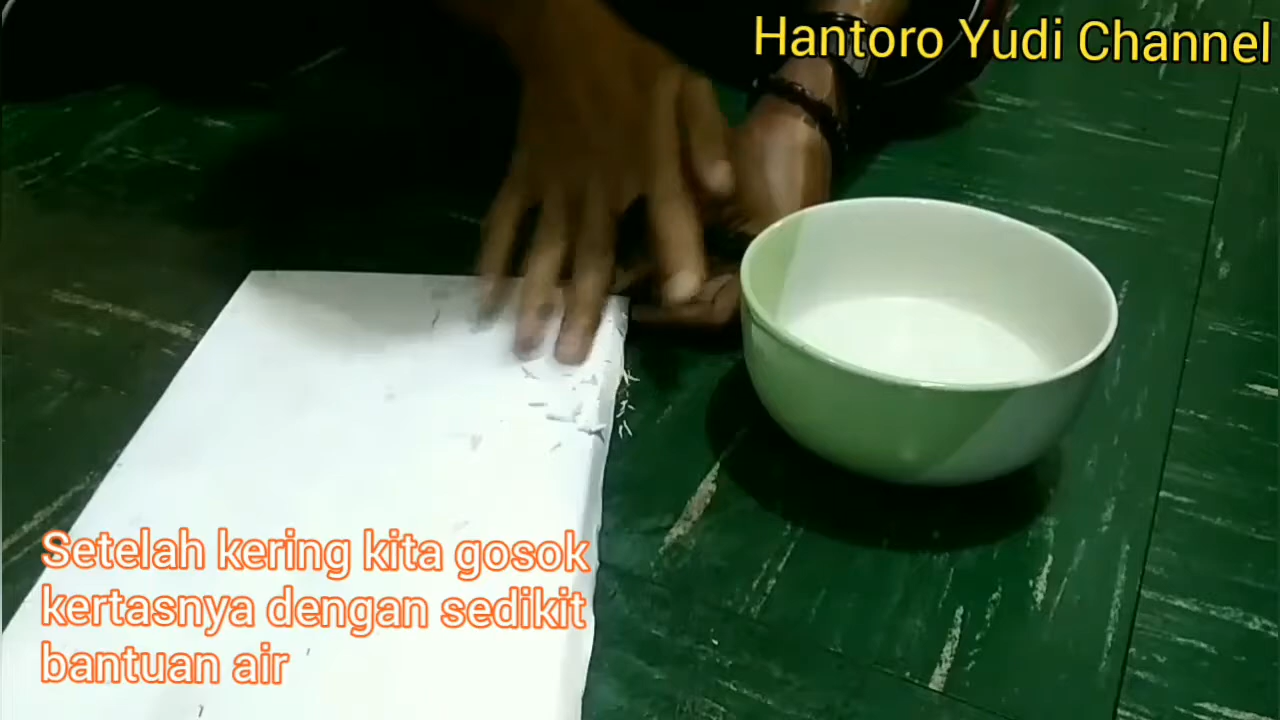 Hantoro Yudi Channel
Setelah kering kita gosok
kertasnya dengan sedikit
bantuan air